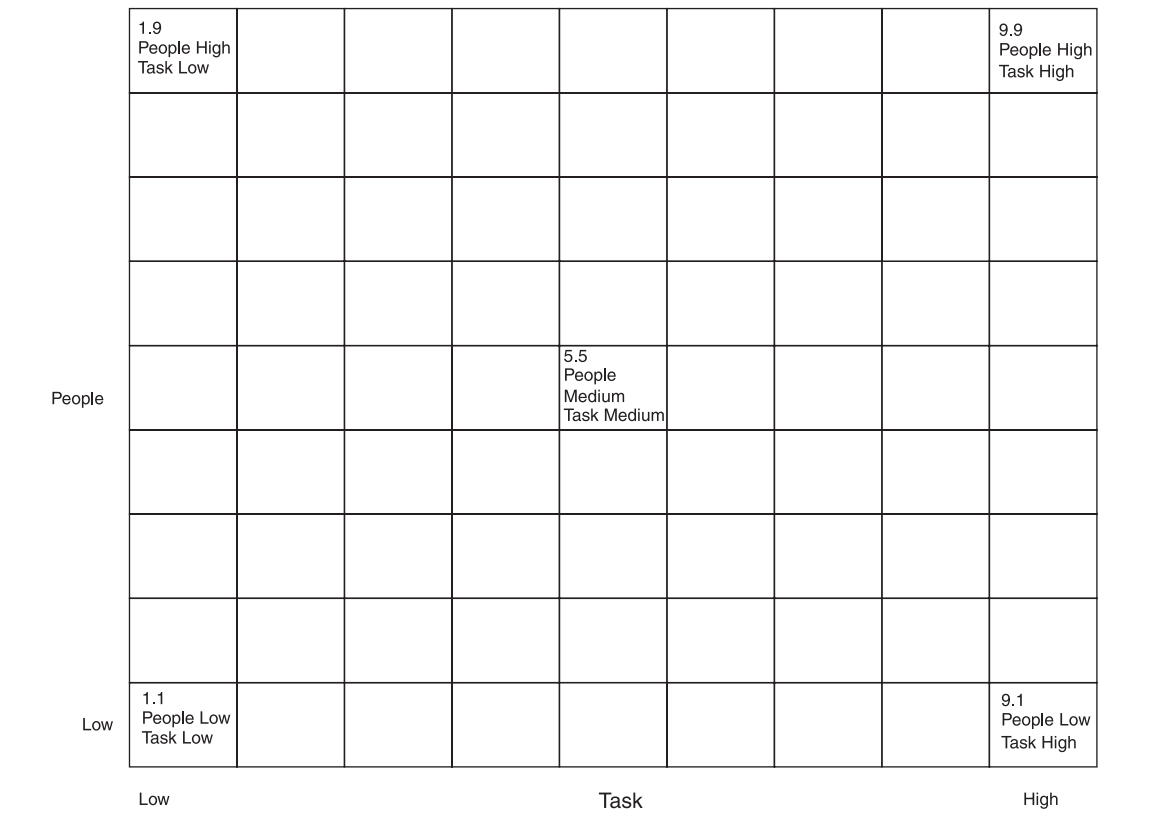 1.9
People High
Task Low
9.9
People High
Task High
5.5
People
Medium
Task Medium
People
1.1
People Low
Task Low
9.1
People Low
Task High
Low
Low
Task
High